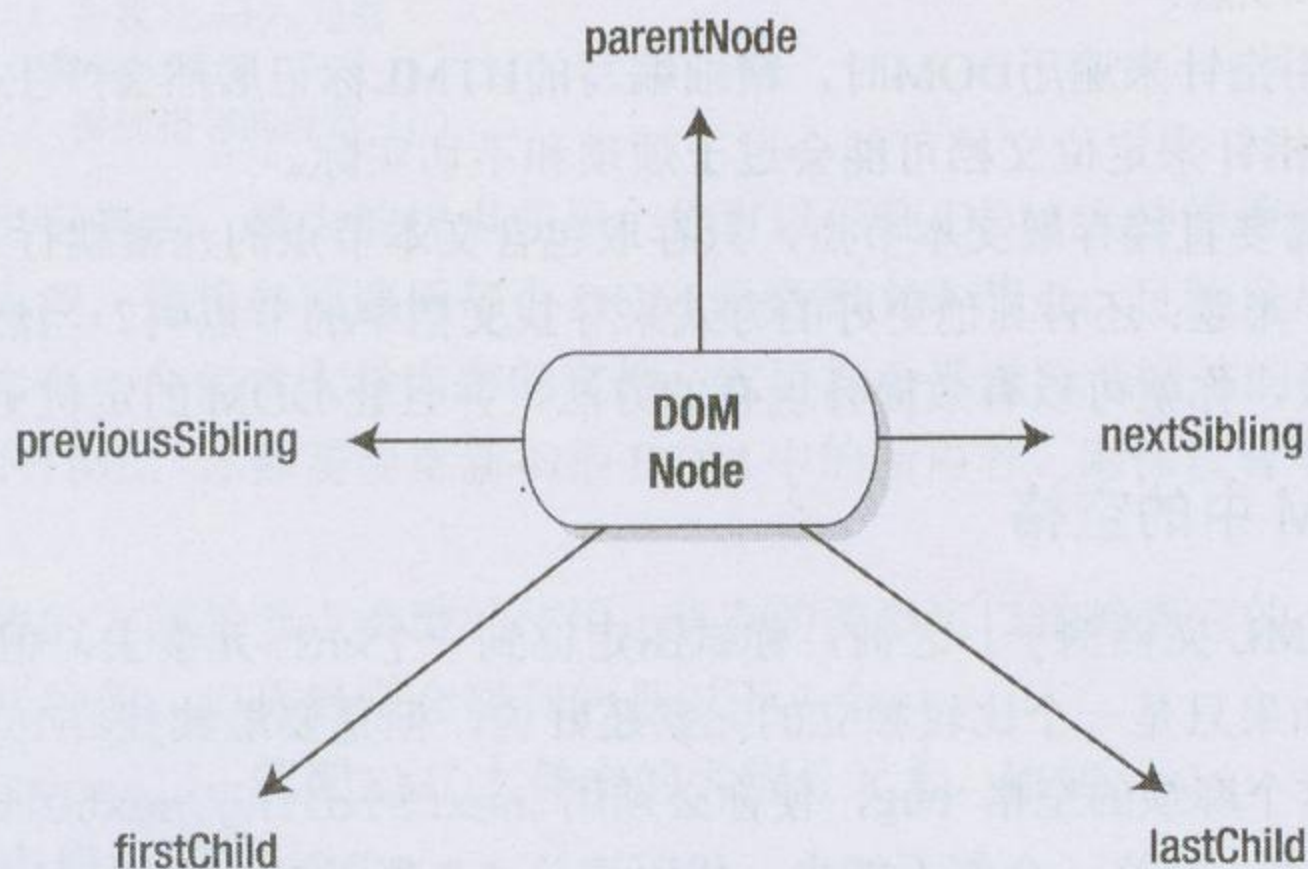 parentNode
previousSibling
DOM
Node
nextSibling
firstChild
lastChild